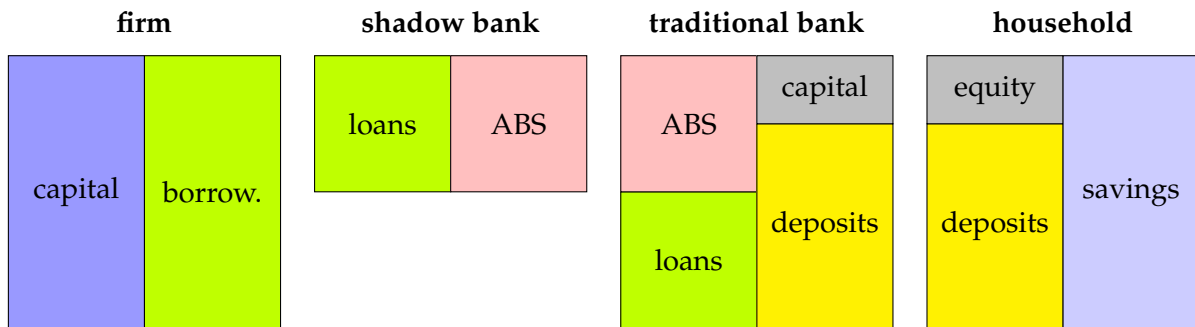 firm
shadow bank
traditional bank
household
capital
borrow.
loans
ABS
ABS
loans
capital
deposits
equity
deposits
savings